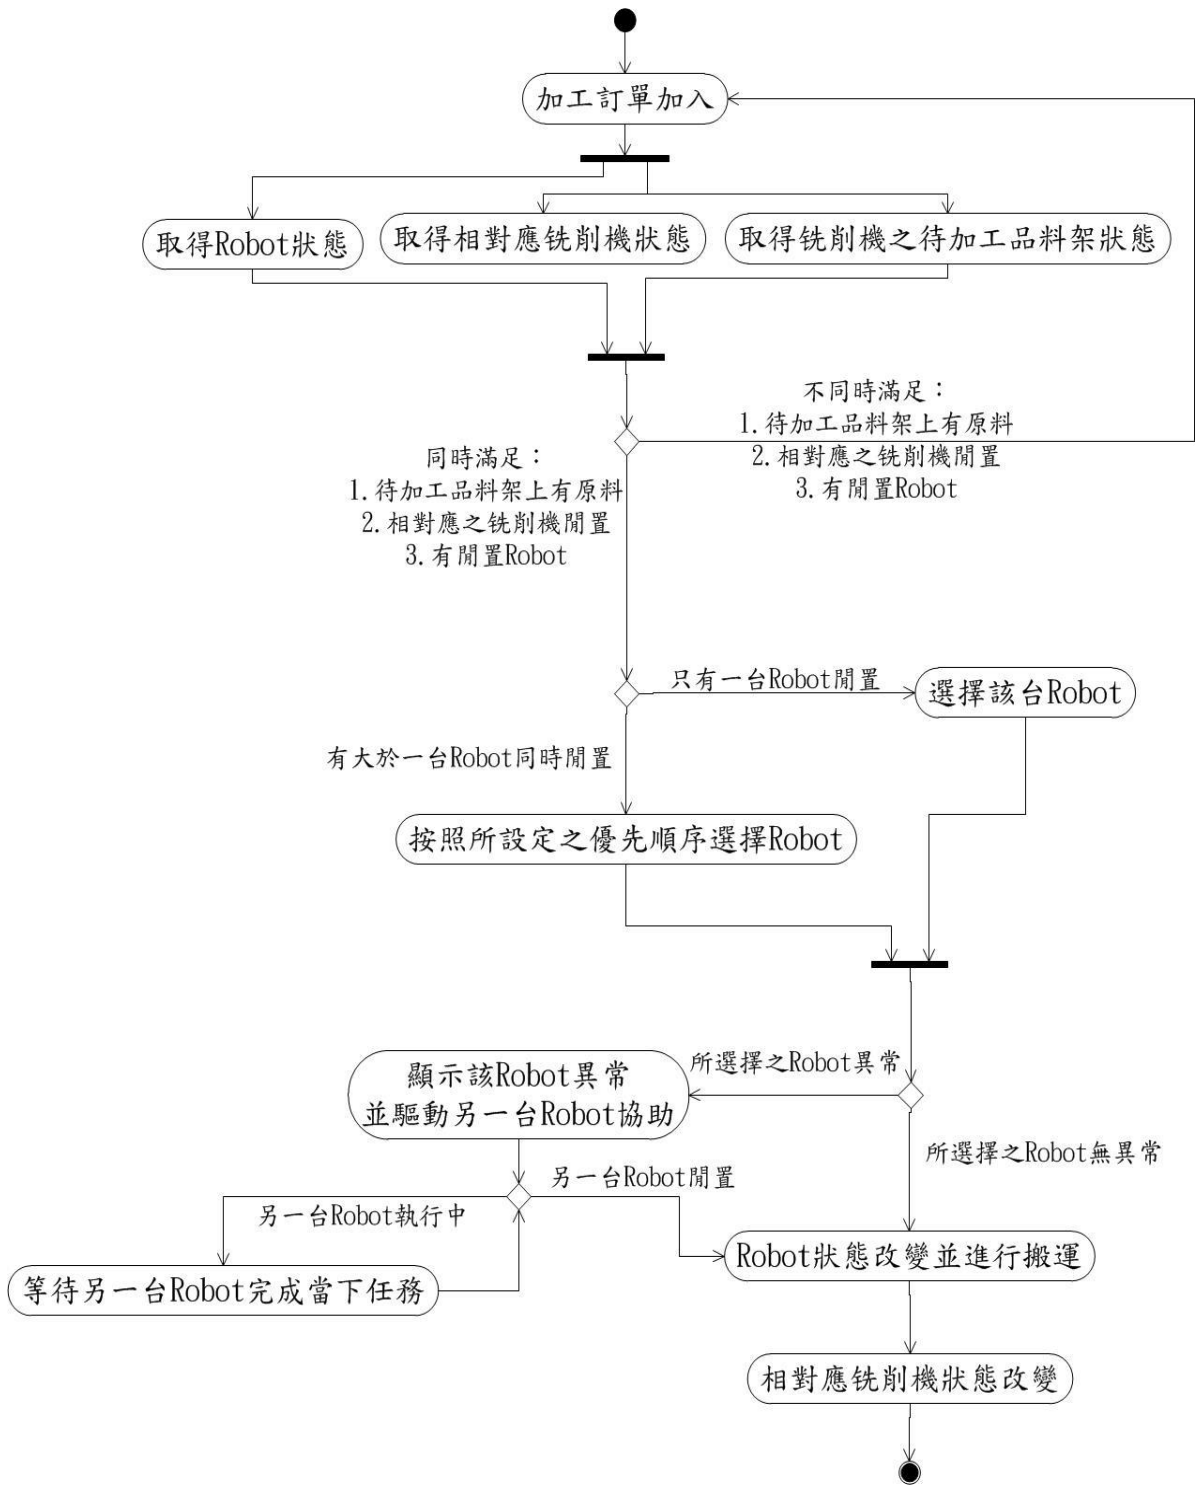 加工訂單加入
取得Robot狀態
取得相對應铣削機狀態
取得铣削機之待加工品料架狀態
不同時滿足：
1.待加工品料架上有原料
2.相對應之铣削機閒置
3.有閒置Robot
同時滿足：
1.待加工品料架上有原料
2.相對應之铣削機閒置
3.有閒置Robot
只有一台Robot閒置
選擇該台Robot
有大於一台Robot同時閒置
按照所設定之優先順序選擇Robot
所選擇之Robot異常
顯示該Robot異常
並驅動另一台Robot協助
所選擇之Robot無異常
另一台Robot閒置
另一台Robot執行中
Robot狀態改變並進行搬運
等待另一台Robot完成當下任務
相對應铣削機狀態改變